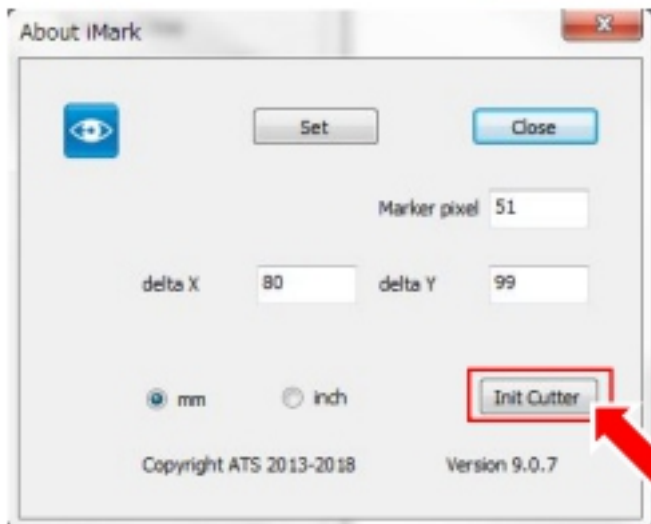 About iMark
Set Close
Marker pixel 51
delta X 80 delta Y 99
mm inch Init Cutter
Copyright ATS 2013-2018 Version 9.0.7